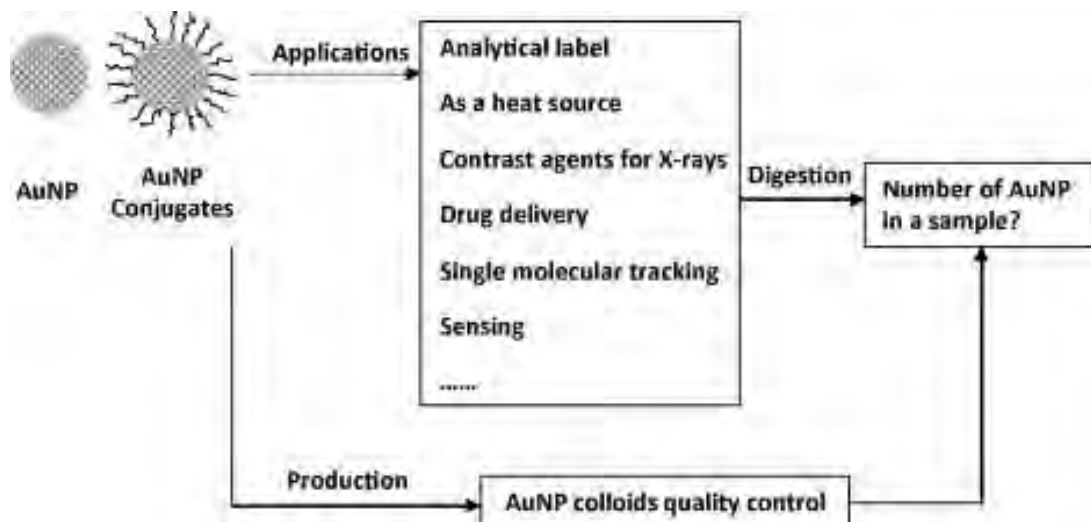 AuNP
AuNP
Conjugates
Applications
Analytical label
As a heat source
Contrast agents for X-rays
Drug delivery
Single molecular tracking
Sensing
......
Digestion
Number of AuNP
in a sample?
Production
AuNP colloids quality control